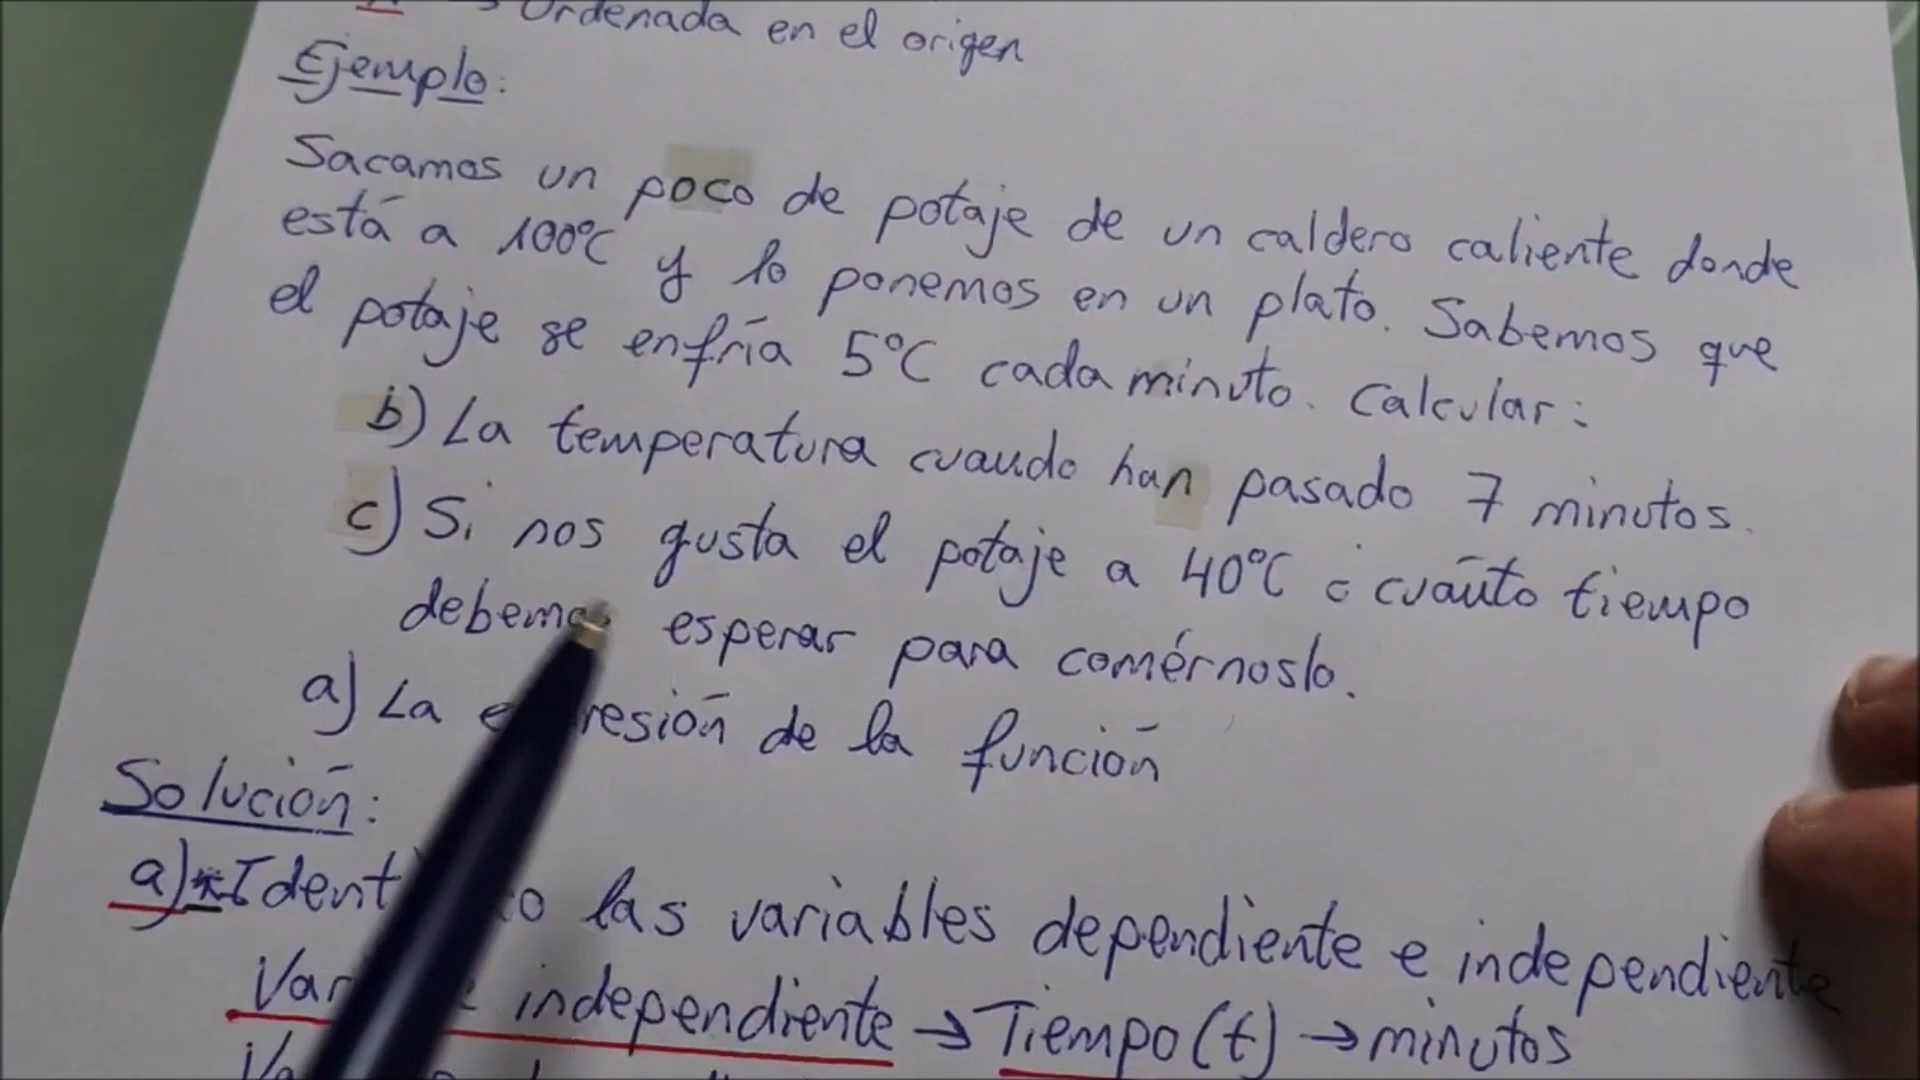 Ordenada en el origen
Ejemplo:
Sacamos un poco de potaje de un caldero caliente donde
está a 100°C y lo ponemos en un plato. Sabemos que
el potaje se enfría 5°C cada minuto. Calcular:
b) La temperatura cuando han pasado 7 minutos.
c) Si nos gusta el potaje a 40°C ¿cuánto tiempo
debemos esperar para comérnoslo.
a) La expresión de la función
Solución:
a)* las variables dependiente e independiente
independiente → Tiempo (t) → minutos